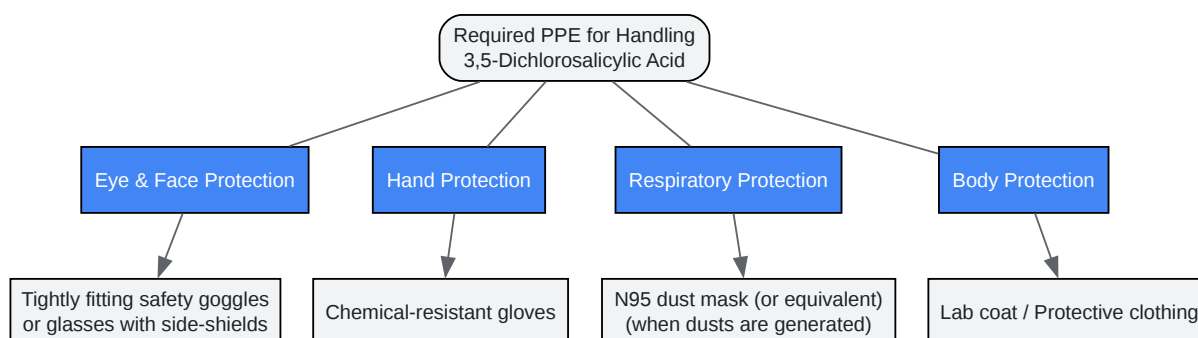 Required PPE for Handling
3,5-Dichlorosalicylic Acid
Eye & Face Protection
Hand Protection
Respiratory Protection
Body Protection
Tightly fitting safety goggles
or glasses with side-shields
Chemical-resistant gloves
N95 dust mask (or equivalent)
(when dusts are generated)
Lab coat / Protective clothing